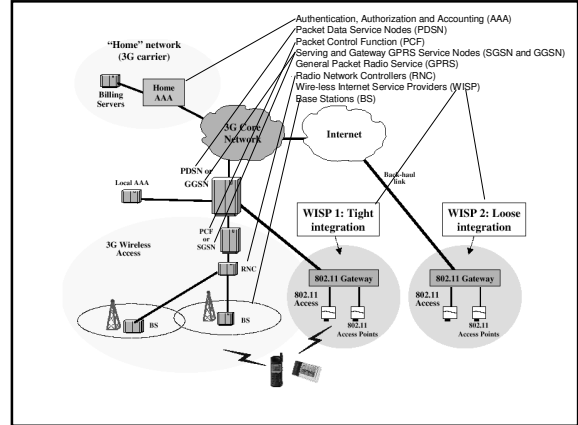 Authentication, Authorization and Accounting (AAA)
Packet Data Service Nodes (PDSN)
Packet Control Function (PCF)
Serving and Gateway GPRS Service Nodes (SGSN and GGSN)
General Packet Radio Service (GPRS)
Radio Network Controllers (RNC)
Wire-less Internet Service Providers (WISP)
Base Stations (BS)
“Home” network
(3G carrier)
Billing
Servers
Home
AAA
3G Core
Network
Internet
PDSN or
GGSN
Back-haul
link
Local AAA
WISP 1: Tight
integration
WISP 2: Loose
integration
3G Wireless
Access
PCF
or
SGSN
RNC
802.11 Gateway
802.11 Gateway
802.11
Access
802.11
Access
BS
BS
802.11
Access Points
802.11
Access Points